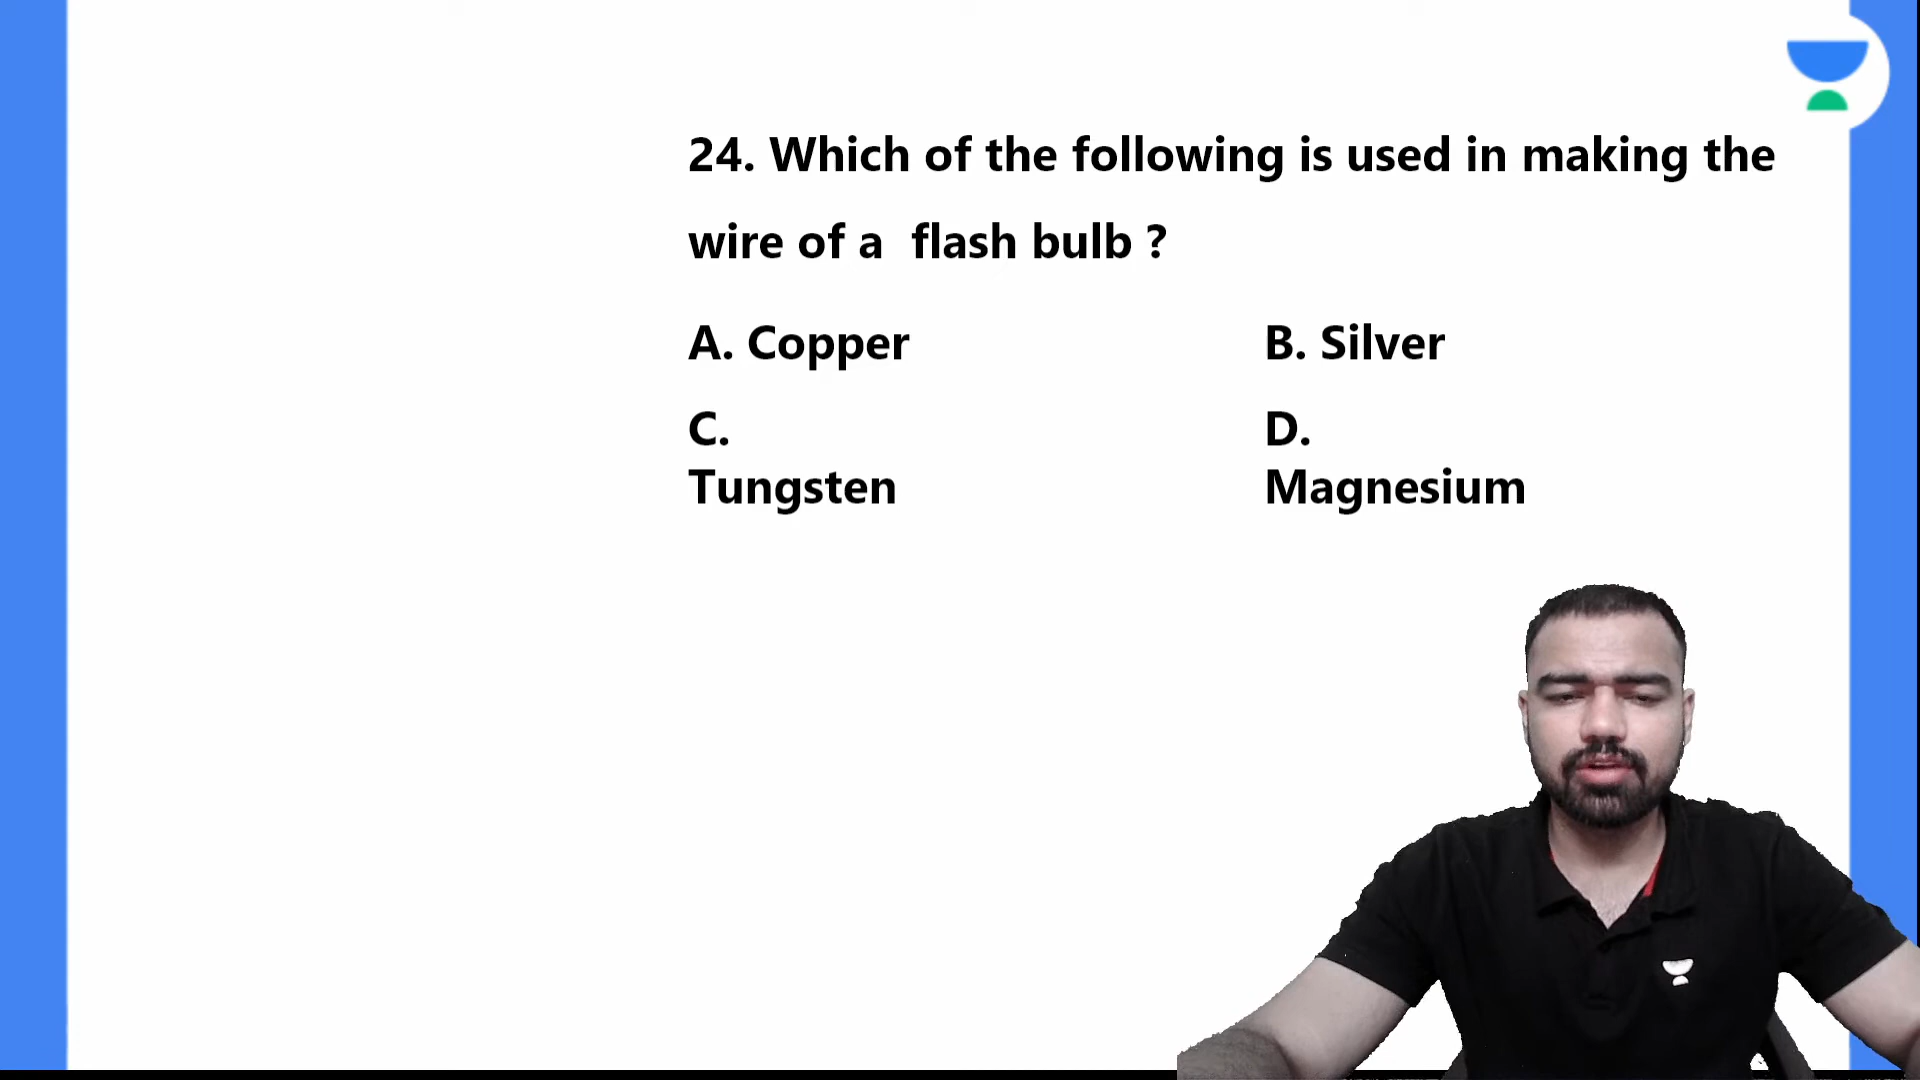 24. Which of the following is used in making the
wire of a  flash bulb ?
A. Copper
B. Silver
C.
Tungsten
D.
Magnesium